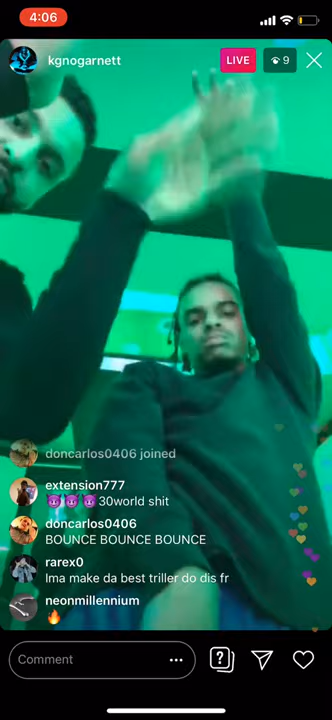 4:06
kgnogarnett
LIVE
9
doncarlos0406 joined
extension777
😈😈😈30world shit
doncarlos0406
BOUNCE BOUNCE BOUNCE
rarex0
Ima make da best triller do dis fr
neonmillennium
🔥
Comment